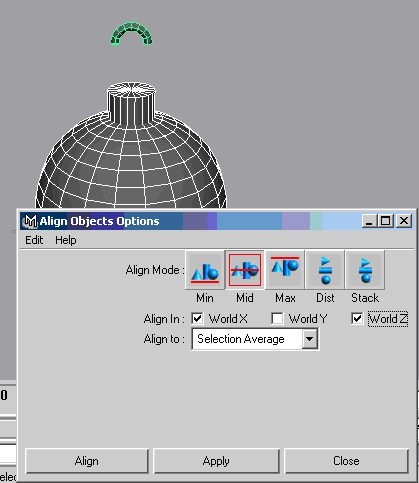 Align Objects Options
Edit Help
Align Mode :
Min Mid Max Dist Stack
Align In : World X World Y World Z
Align to : Selection Average
Align Apply Close
0